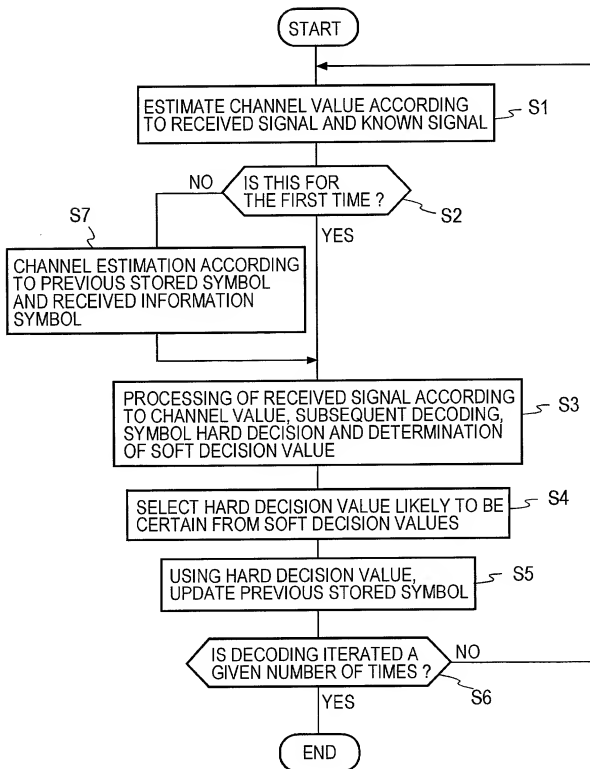 START
ESTIMATE CHANNEL VALUE ACCORDING
TO RECEIVED SIGNAL AND KNOWN SIGNAL
S1
NO
IS THIS FOR
THE FIRST TIME ?
S2
S7
YES
CHANNEL ESTIMATION ACCORDING
TO PREVIOUS STORED SYMBOL
AND RECEIVED INFORMATION
SYMBOL
PROCESSING OF RECEIVED SIGNAL ACCORDING
TO CHANNEL VALUE, SUBSEQUENT DECODING,
SYMBOL HARD DECISION AND DETERMINATION
OF SOFT DECISION VALUE
S3
SELECT HARD DECISION VALUE LIKELY TO BE
CERTAIN FROM SOFT DECISION VALUES
S4
USING HARD DECISION VALUE,
UPDATE PREVIOUS STORED SYMBOL
S5
IS DECODING ITERATED A
GIVEN NUMBER OF TIMES ?
NO
S6
YES
END